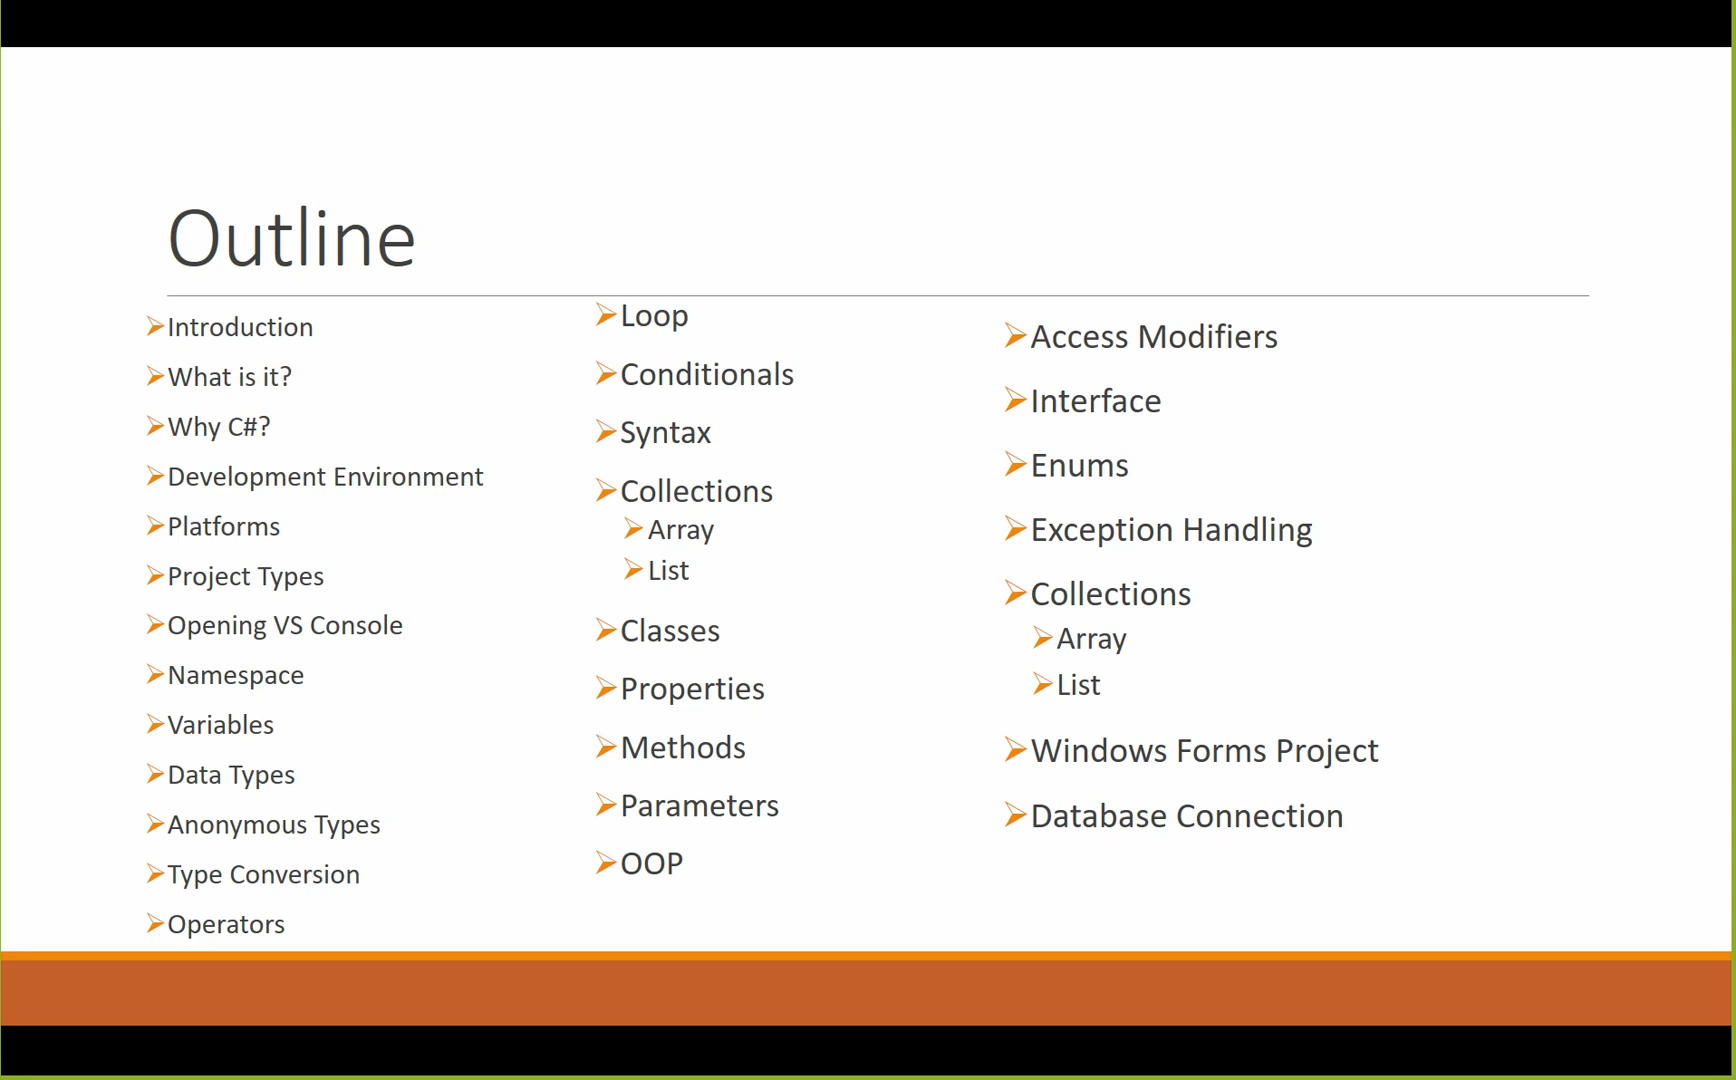 Outline
Introduction
What is it?
Why C#?
Development Environment
Platforms
Project Types
Opening VS Console
Namespace
Variables
Data Types
Anonymous Types
Type Conversion
Operators
Loop
Conditionals
Syntax
Collections
Array
List
Classes
Properties
Methods
Parameters
OOP
Access Modifiers
Interface
Enums
Exception Handling
Collections
Array
List
Windows Forms Project
Database Connection